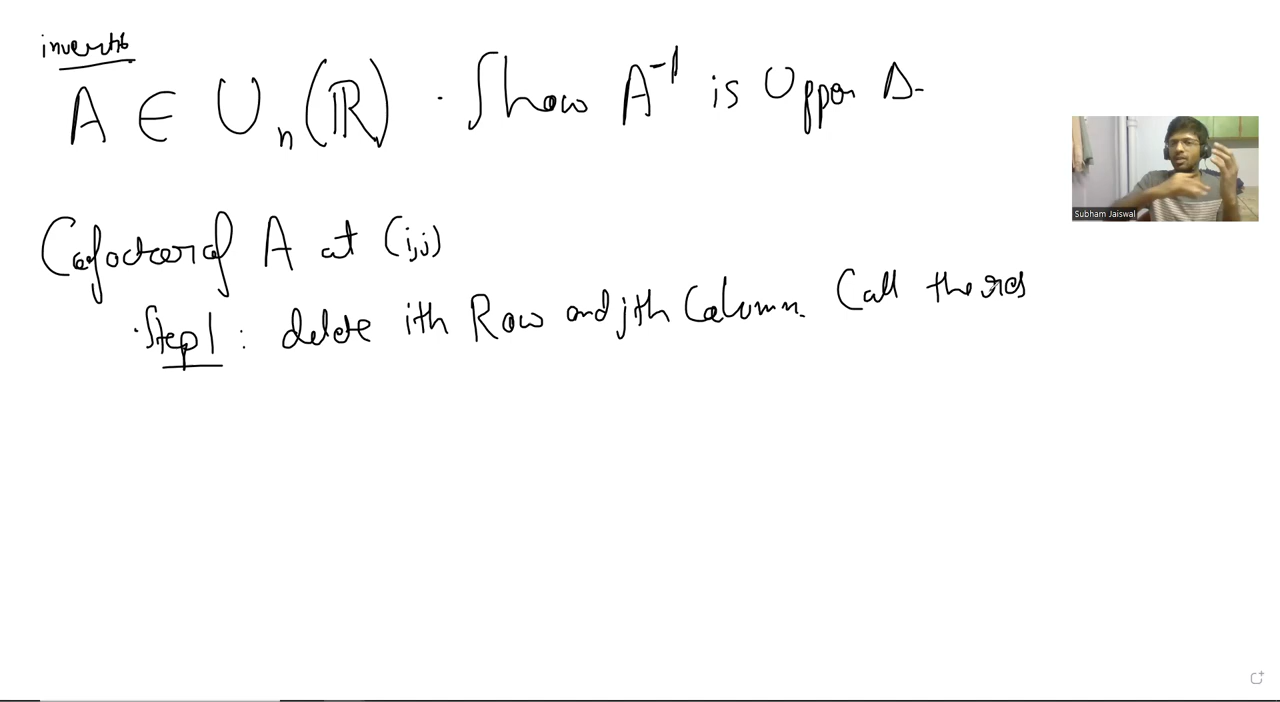 invertib
A ∈ U_n(ℝ) . Show A^{-1} is Upper Δ.
Subham Jaiswal
Cofactor of A at (i,j)
Step 1 : delete ith Row and jth Column. Call the res